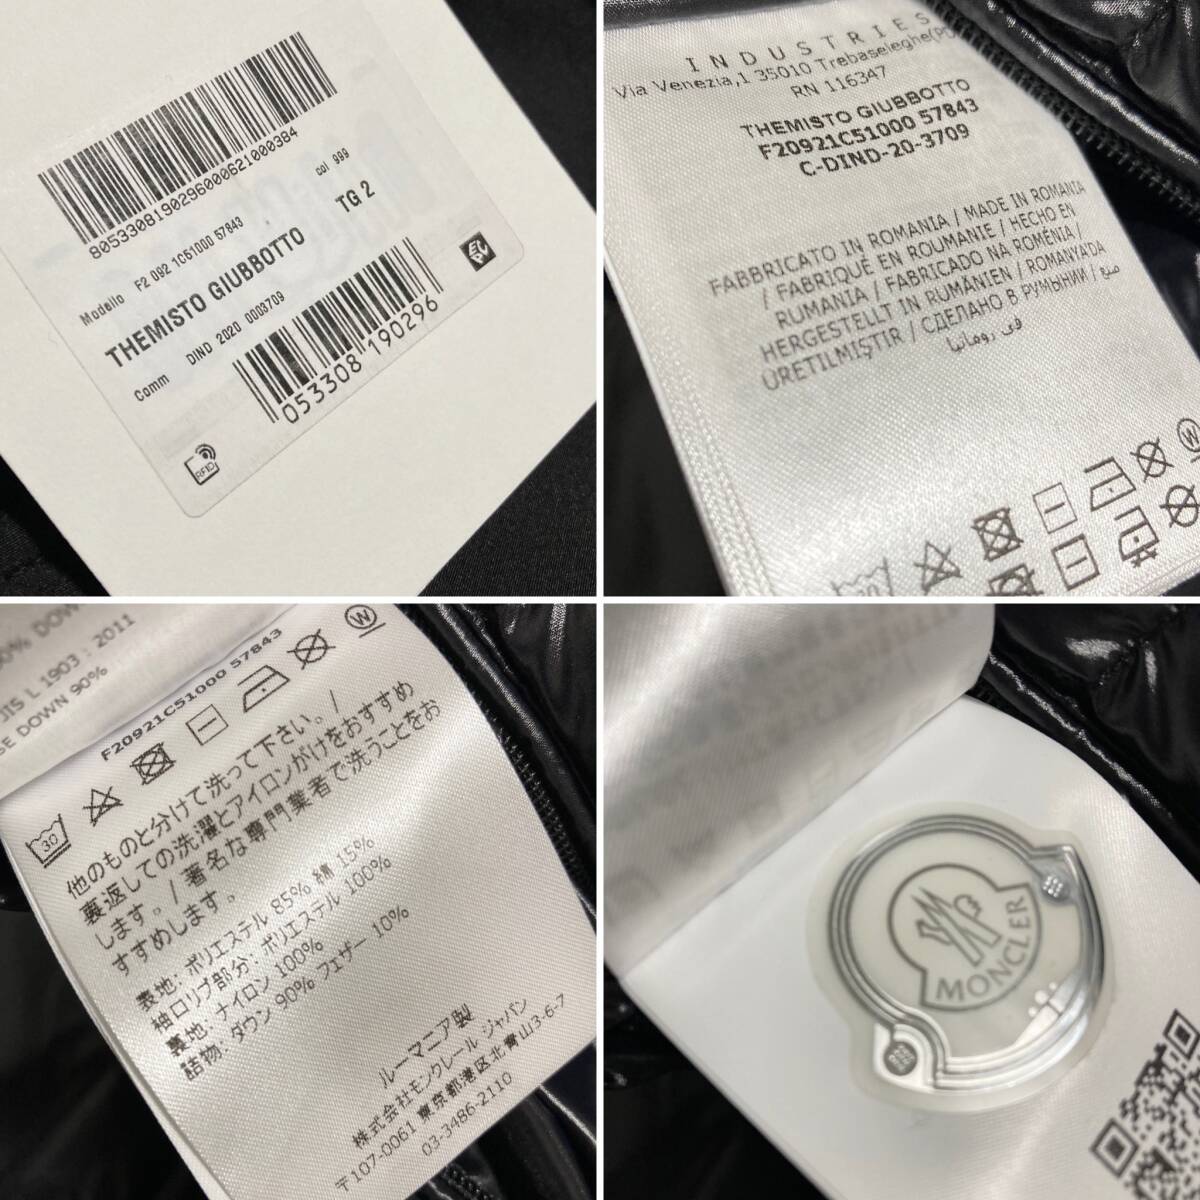 8053308190296000621000384
Modello F2 092 1C51000 57843 col 999
THEMISTO GIUBBOTTO TG 2
Comm DIND 2020 0003709
053308 190296
RFID
INDUSTRIES
Via Venezia,1 35010 Trebaseleghe(PD
RN 116347
THEMISTO GIUBBOTTO
F20921C51000 57843
C-DIND-20-3709
FABBRICATO IN ROMANIA / MADE IN ROMANIA
/ FABRIQUÉ EN ROUMANIE / HECHO EN
RUMANIA / FABRICADO NA ROMÉNIA/
HERGESTELLT IN RUMÄNIEN / ROMANYA'DA
ÜRETILMIŞTIR / СДЕЛАНО В РУМЫНИИ / صنع
في رومانيا
W
0% DOW
JIS L 1903 : 2011
SE DOWN 90%
F20921C51000 57843
30
W
他のものと分けて洗って下さい。/
裏返しての洗濯とアイロンがけをおすすめ
します。/ 著名な専門業者で洗うことをお
すすめします。
表地: ポリエステル 85% 綿 15%
袖口リブ部分: ポリエステル 100%
裏地: ナイロン 100%
詰物: ダウン 90% フェザー 10%
ルーマニア製
株式会社モンクレール ジャパン
〒107-0061 東京都港区北青山3-6-7
03-3486-2110
MONCLER